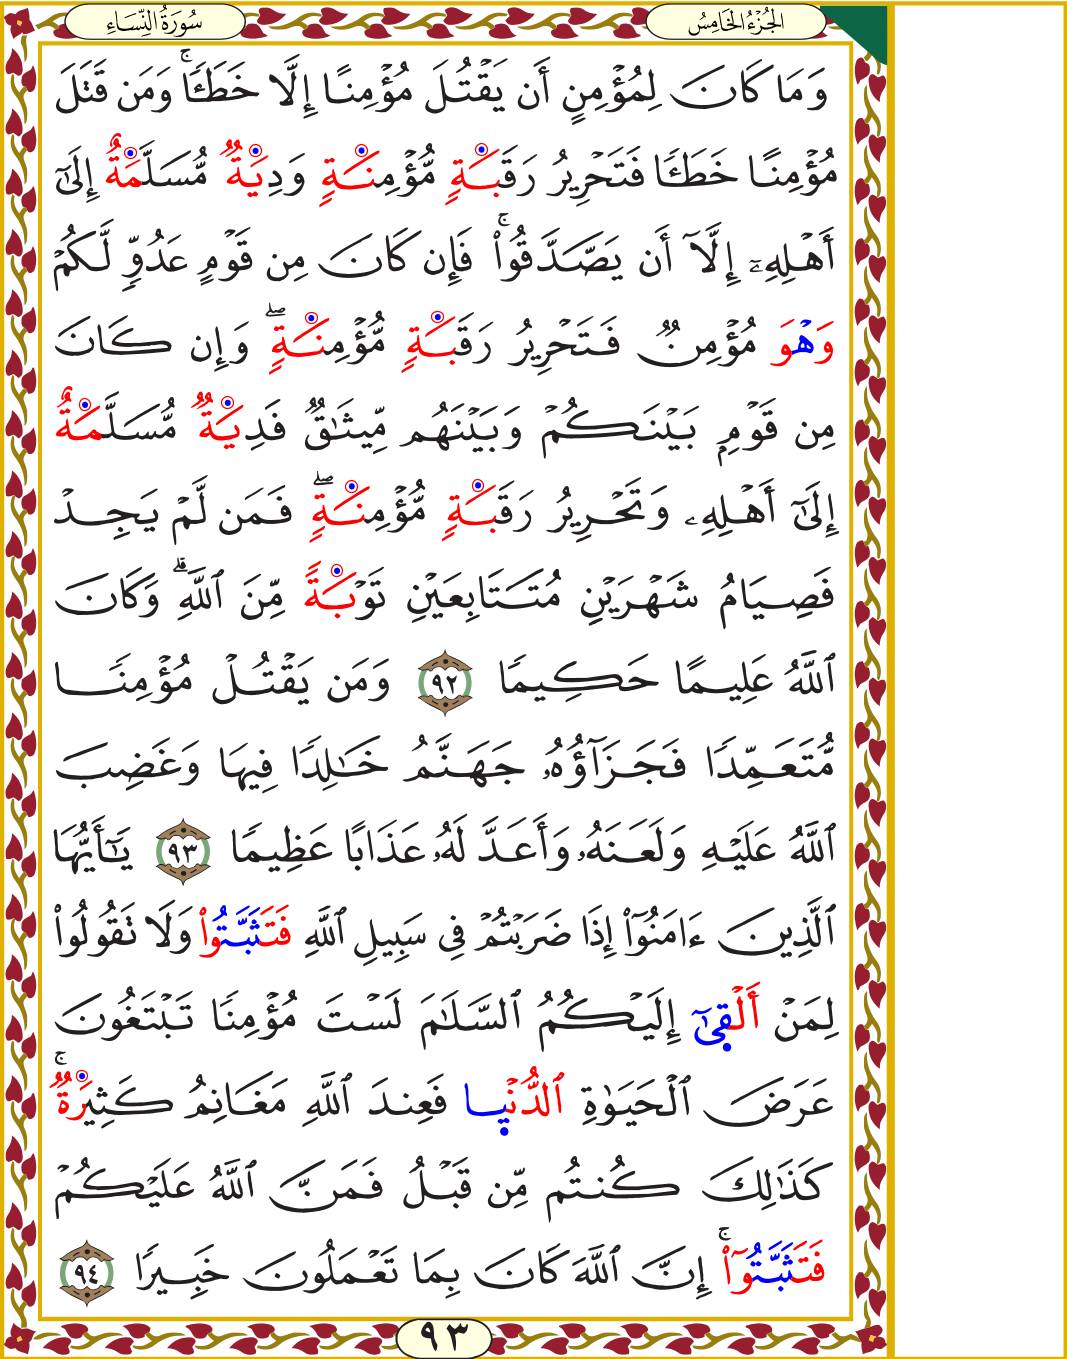 الجُزْءُ الخَامِسُ
سُورَةُ النِّسَاءِ
وَمَا كَانَ لِمُؤْمِنٍ أَن يَقْتُلَ مُؤْمِنًا إِلَّا خَطَـًٔا ۚ وَمَن قَتَلَ
مُؤْمِنًا خَطَـًٔا فَتَحْرِيرُ رَقَبَةٍ مُّؤْمِنَةٍ وَدِيَةٌ مُّسَلَّمَةٌ إِلَىٰٓ
أَهْلِهِۦٓ إِلَّآ أَن يَصَّدَّقُوا۟ ۚ فَإِن كَانَ مِن قَوْمٍ عَدُوٍّ لَّكُمْ
وَهْوَ مُؤْمِنٌ فَتَحْرِيرُ رَقَبَةٍ مُّؤْمِنَةٍ ۖ وَإِن كَانَ
مِن قَوْمٍۭ بَيْنَكُمْ وَبَيْنَهُم مِّيثَـٰقٌ فَدِيَةٌ مُّسَلَّمَةٌ
إِلَىٰٓ أَهْلِهِۦ وَتَحْرِيرُ رَقَبَةٍ مُّؤْمِنَةٍ ۖ فَمَن لَّمْ يَجِدْ
فَصِيَامُ شَهْرَيْنِ مُتَتَابِعَيْنِ تَوْبَةً مِّنَ ٱللَّهِ ۗ وَكَانَ
ٱللَّهُ عَلِيمًا حَكِيمًا ٩٢ وَمَن يَقْتُلْ مُؤْمِنًا
مُّتَعَمِّدًا فَجَزَآؤُهُۥ جَهَنَّمُ خَـٰلِدًا فِيهَا وَغَضِبَ
ٱللَّهُ عَلَيْهِ وَلَعَنَهُۥ وَأَعَدَّ لَهُۥ عَذَابًا عَظِيمًا ٩٣ يَـٰٓأَيُّهَا
ٱلَّذِينَ ءَامَنُوٓا۟ إِذَا ضَرَبْتُمْ فِى سَبِيلِ ٱللَّهِ فَتَثَبَّتُوا۟ وَلَا تَقُولُوا۟
لِمَنْ أَلْقَىٰٓ إِلَيْكُمُ ٱلسَّلَـٰمَ لَسْتَ مُؤْمِنًا تَبْتَغُونَ
عَرَضَ ٱلْحَيَوٰةِ ٱلدُّنْيَا فَعِندَ ٱللَّهِ مَغَانِمُ كَثِيرَةٌ ۚ
كَذَٰلِكَ كُنتُم مِّن قَبْلُ فَمَنَّ ٱللَّهُ عَلَيْكُمْ
فَتَثَبَّتُوٓا۟ ۚ إِنَّ ٱللَّهَ كَانَ بِمَا تَعْمَلُونَ خَبِيرًا ٩٤
٩٣